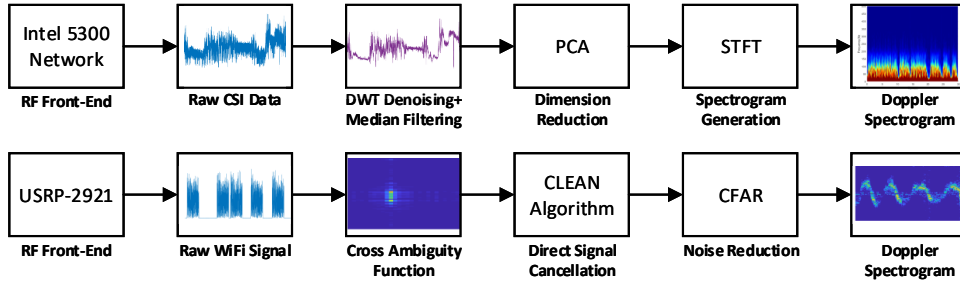 Intel 5300
Network
RF Front-End
Raw CSI Data
DWT Denoising+
Median Filtering
PCA
Dimension
Reduction
STFT
Spectrogram
Generation
Doppler
Spectrogram
USRP-2921
RF Front-End
Raw WiFi Signal
Cross Ambiguity
Function
CLEAN
Algorithm
Direct Signal
Cancellation
CFAR
Noise Reduction
Doppler
Spectrogram